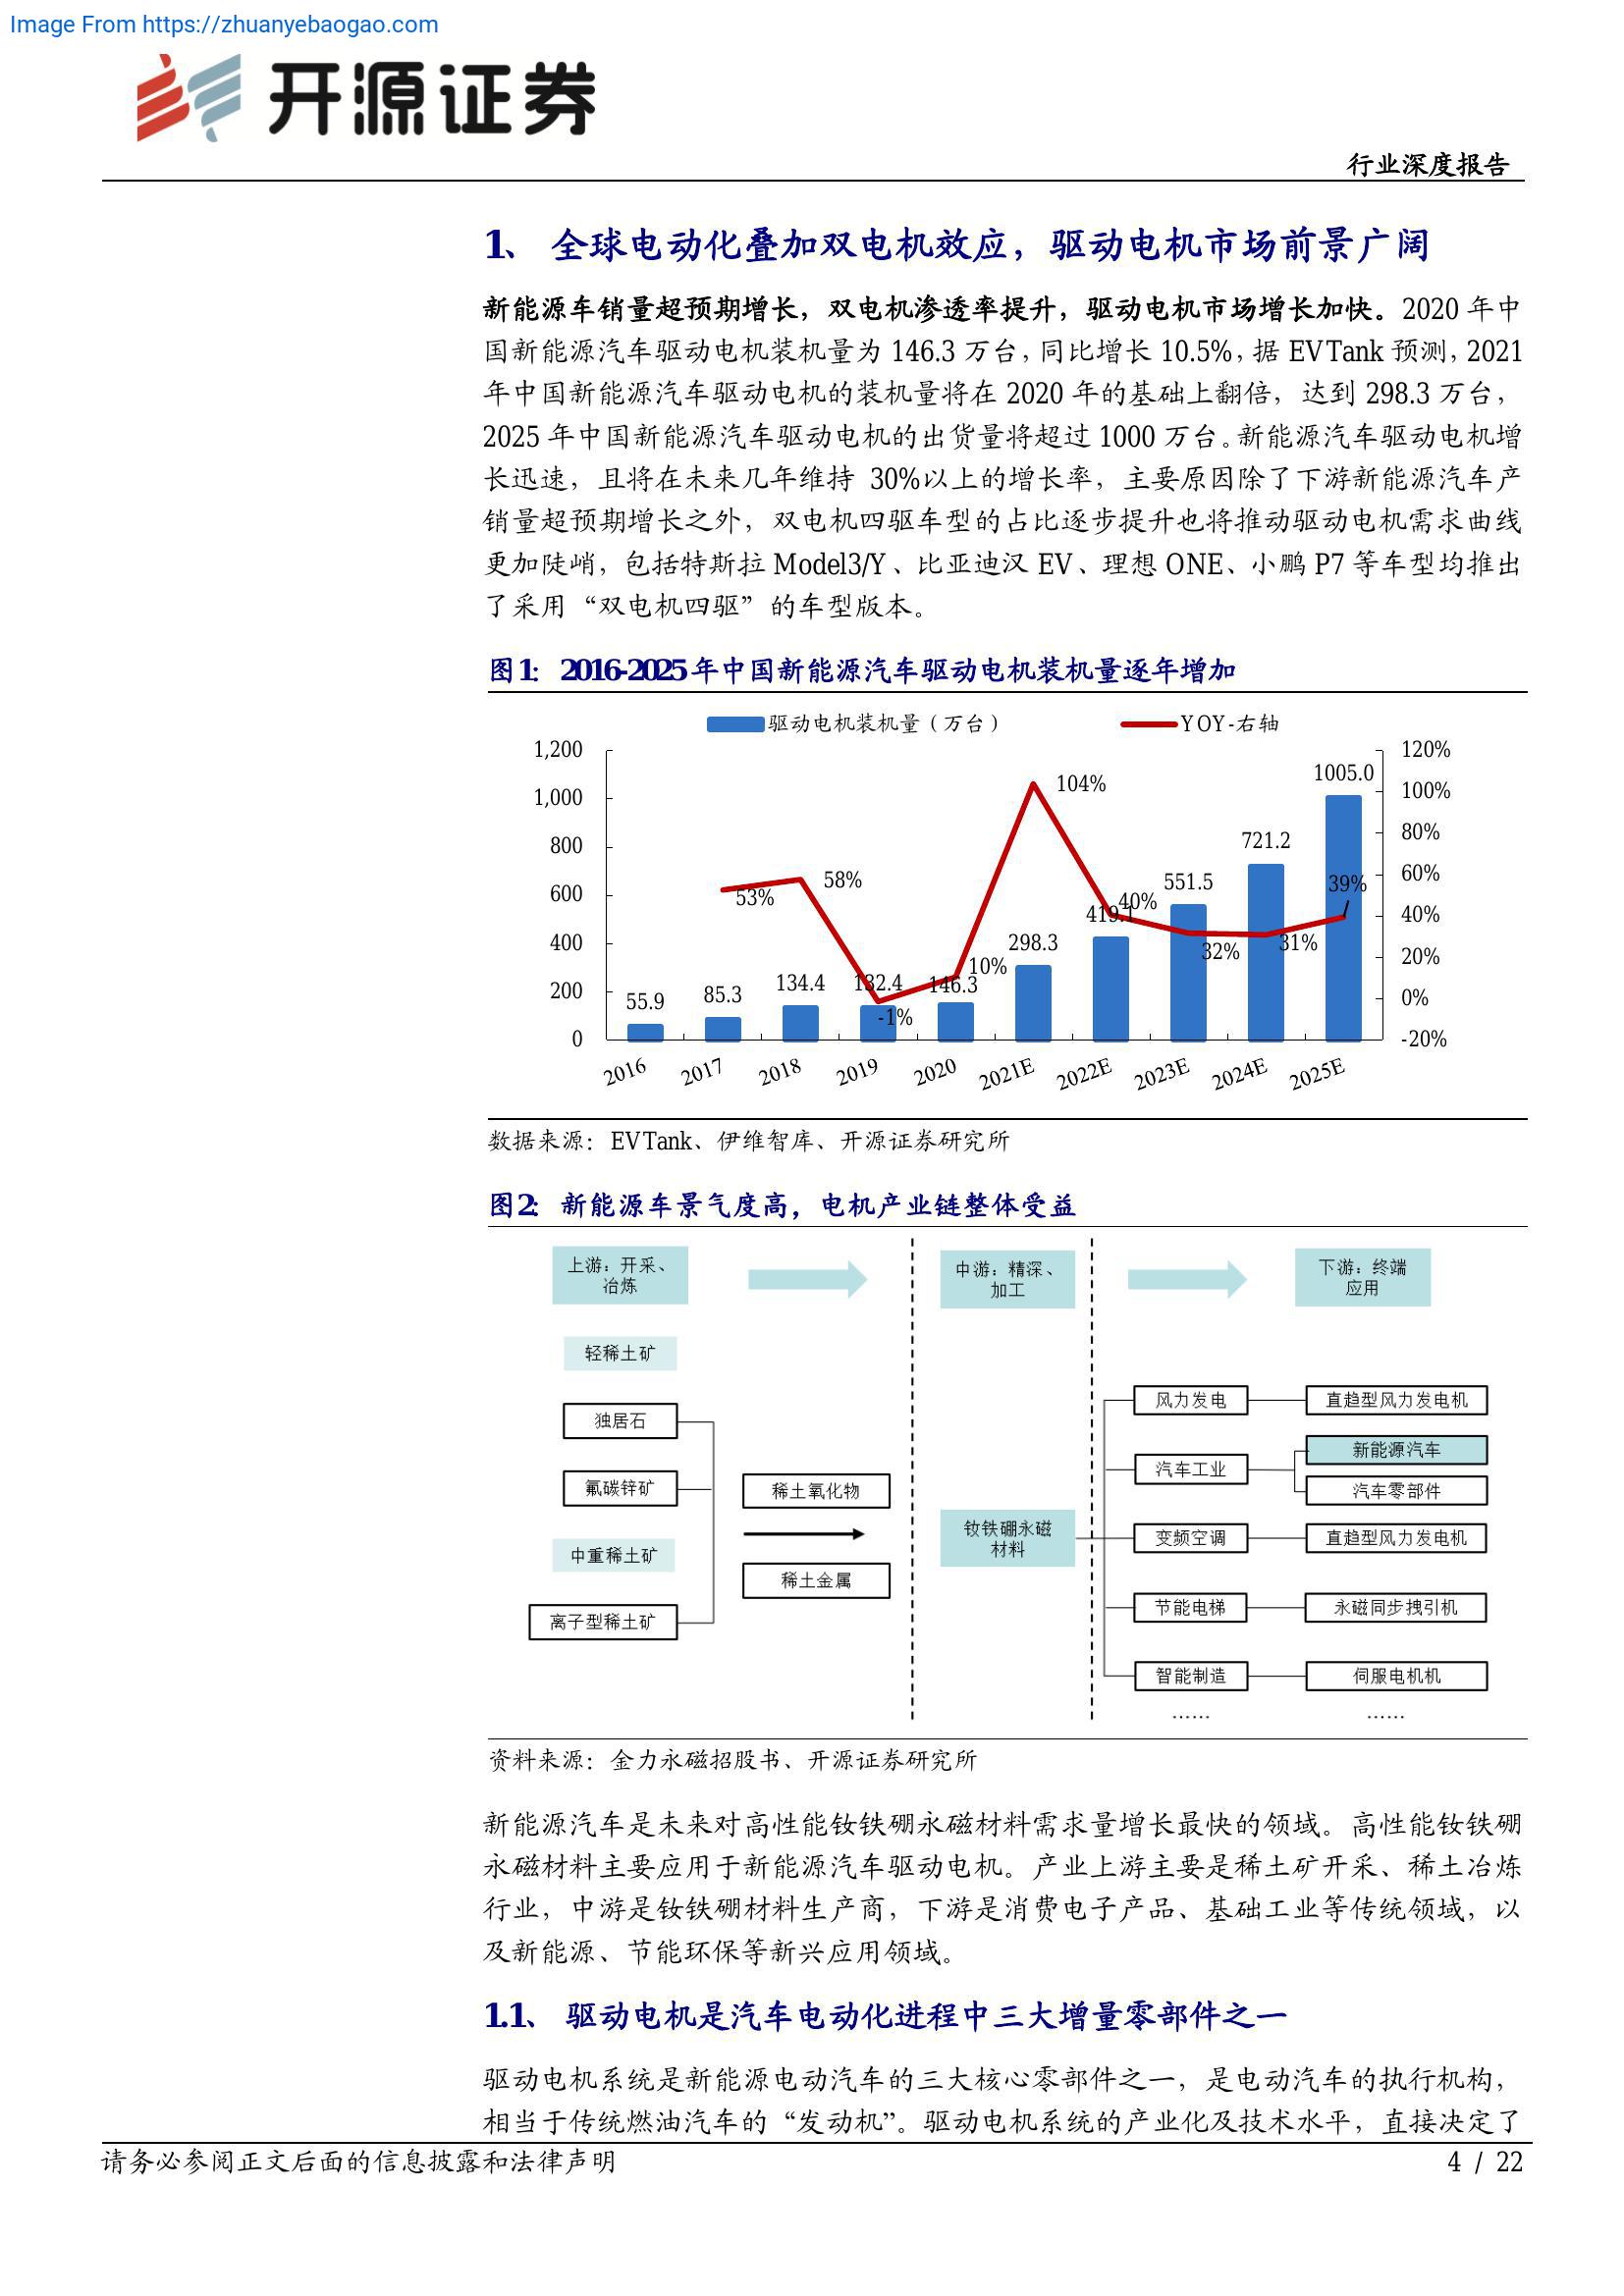 Image From https://zhuanyebaogao.com
开源证券
行业深度报告
1、 全球电动化叠加双电机效应，驱动电机市场前景广阔
新能源车销量超预期增长，双电机渗透率提升，驱动电机市场增长加快。2020 年中
国新能源汽车驱动电机装机量为 146.3 万台，同比增长 10.5%，据 EVTank 预测，2021
年中国新能源汽车驱动电机的装机量将在 2020 年的基础上翻倍，达到 298.3 万台，
2025 年中国新能源汽车驱动电机的出货量将超过 1000 万台。新能源汽车驱动电机增
长迅速，且将在未来几年维持 30%以上的增长率，主要原因除了下游新能源汽车产
销量超预期增长之外，双电机四驱车型的占比逐步提升也将推动驱动电机需求曲线
更加陡峭，包括特斯拉 Model3/Y、比亚迪汉 EV、理想 ONE、小鹏 P7 等车型均推出
了采用“双电机四驱”的车型版本。
图1： 2016-2025年中国新能源汽车驱动电机装机量逐年增加
驱动电机装机量（万台） YOY-右轴
1,200 120%
1005.0
1,000 104% 100%
800 721.2 80%
58% 551.5 60%
600 53% 39%
40% 419.1 40%
400 298.3 32% 31%
10% 20%
200 55.9 85.3 134.4 132.4 146.3 0%
-1%
0 -20%
2016 2017 2018 2019 2020 2021E 2022E 2023E 2024E 2025E
数据来源：EVTank、伊维智库、开源证券研究所
图2： 新能源车景气度高，电机产业链整体受益
上游：开采、
冶炼
中游：精深、
加工
下游：终端
应用
轻稀土矿
独居石
氟碳锌矿
中重稀土矿
离子型稀土矿
稀土氧化物
稀土金属
钕铁硼永磁
材料
风力发电 直趋型风力发电机
汽车工业 新能源汽车
汽车零部件
变频空调 直趋型风力发电机
节能电梯 永磁同步拽引机
智能制造 伺服电机机
…… ……
资料来源：金力永磁招股书、开源证券研究所
新能源汽车是未来对高性能钕铁硼永磁材料需求量增长最快的领域。高性能钕铁硼
永磁材料主要应用于新能源汽车驱动电机。产业上游主要是稀土矿开采、稀土冶炼
行业，中游是钕铁硼材料生产商，下游是消费电子产品、基础工业等传统领域，以
及新能源、节能环保等新兴应用领域。
1.1、 驱动电机是汽车电动化进程中三大增量零部件之一
驱动电机系统是新能源电动汽车的三大核心零部件之一，是电动汽车的执行机构，
相当于传统燃油汽车的“发动机”。驱动电机系统的产业化及技术水平，直接决定了
请务必参阅正文后面的信息披露和法律声明
4 / 22